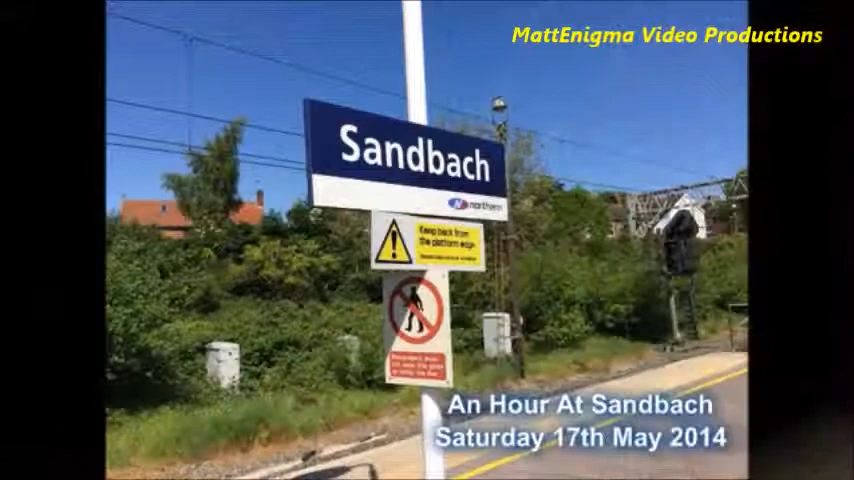 MattEnigma Video Productions
Sandbach
northern
Keep back from
the platform edge
An Hour At Sandbach
Saturday 17th May 2014